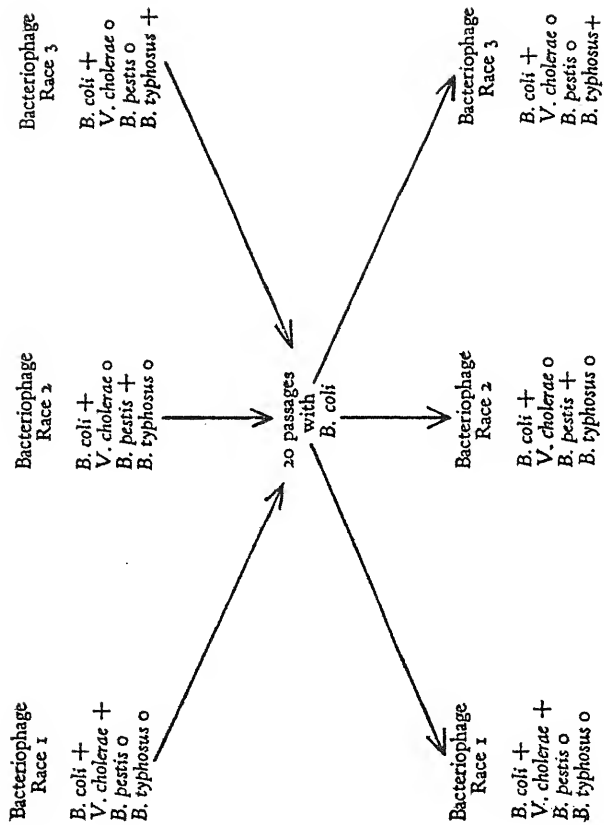 Bacteriophage
Race 1
B. coli +
V. cholerae +
B. pestis o
B. typhosus o
Bacteriophage
Race 2
B. coli +
V. cholerae o
B. pestis +
B. typhosus o
Bacteriophage
Race 3
B. coli +
V. cholerae o
B. pestis o
B. typhosus +
20 passages
with
B. coli
Bacteriophage
Race 1
B. coli +
V. cholerae +
B. pestis o
B. typhosus o
Bacteriophage
Race 2
B. coli +
V. cholerae o
B. pestis +
B. typhosus o
Bacteriophage
Race 3
B. coli +
V. cholerae o
B. pestis o
B. typhosus +